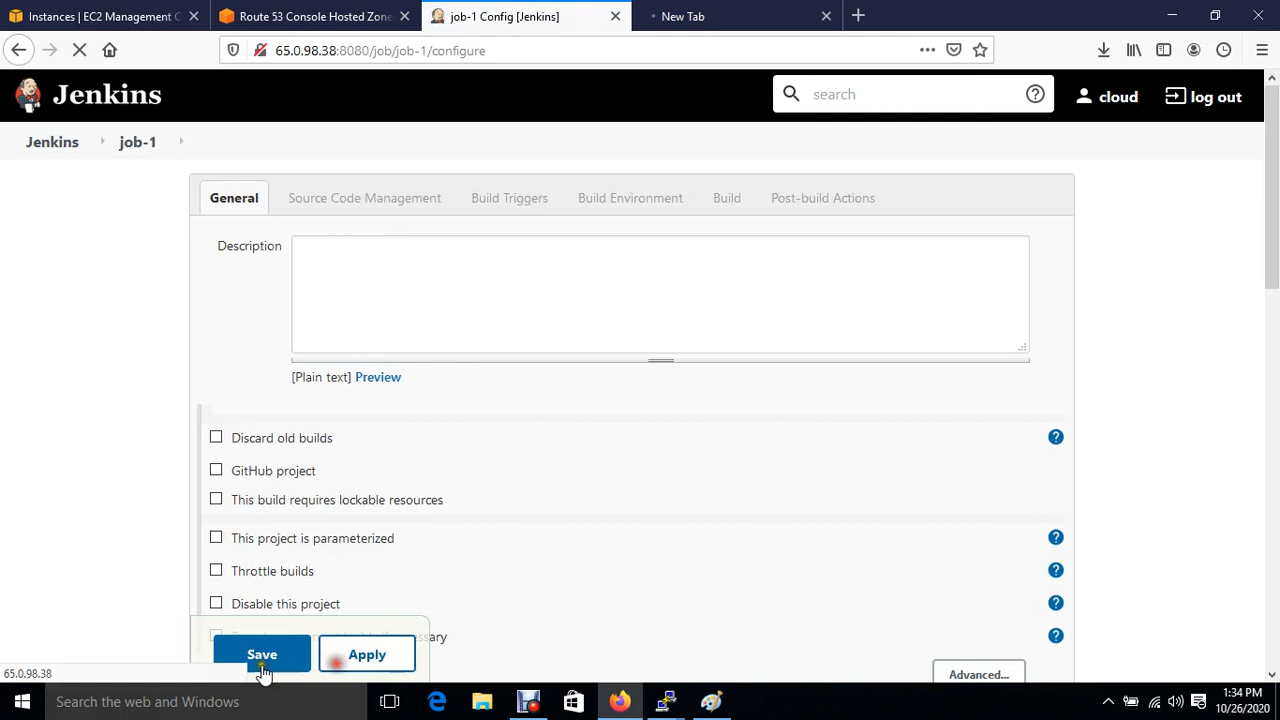 Instances | EC2 Management C
Route 53 Console Hosted Zone
job-1 Config [Jenkins]
New Tab
65.0.98.38:8080/job/job-1/configure
Jenkins
search
cloud
log out
Jenkins
job-1
General
Source Code Management
Build Triggers
Build Environment
Build
Post-build Actions
Description
[Plain text] Preview
Discard old builds
GitHub project
This build requires lockable resources
This project is parameterized
Throttle builds
Disable this project
Save
Apply
Advanced...
65.0.98.38
Search the web and Windows
1:34 PM
10/26/2020